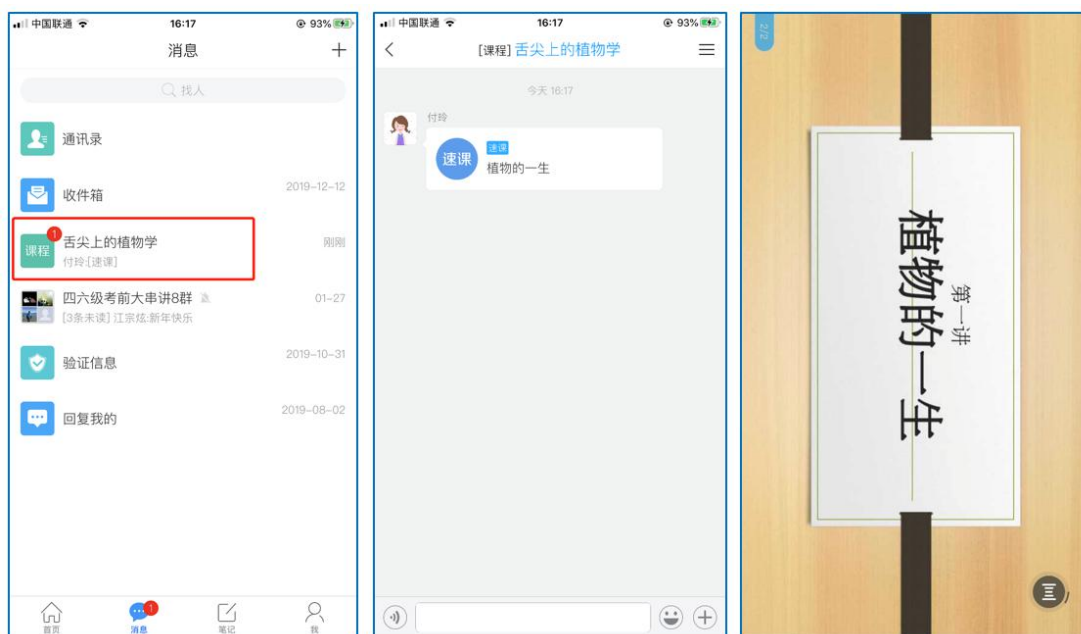 中国联通
16:17
93%
消息
找人
通讯录
收件箱
2019-12-12
课程
1
舌尖上的植物学
刚刚
付玲:[速课]
四六级考前大串讲8群
01-27
[3条未读] 江宗炫:新年快乐
验证信息
2019-10-31
回复我的
2019-08-02
首页
消息
1
笔记
我
中国联通
16:17
93%
[课程] 舌尖上的植物学
今天 16:17
付玲
速课
速课
植物的一生
2/2
第一讲
植物的一生